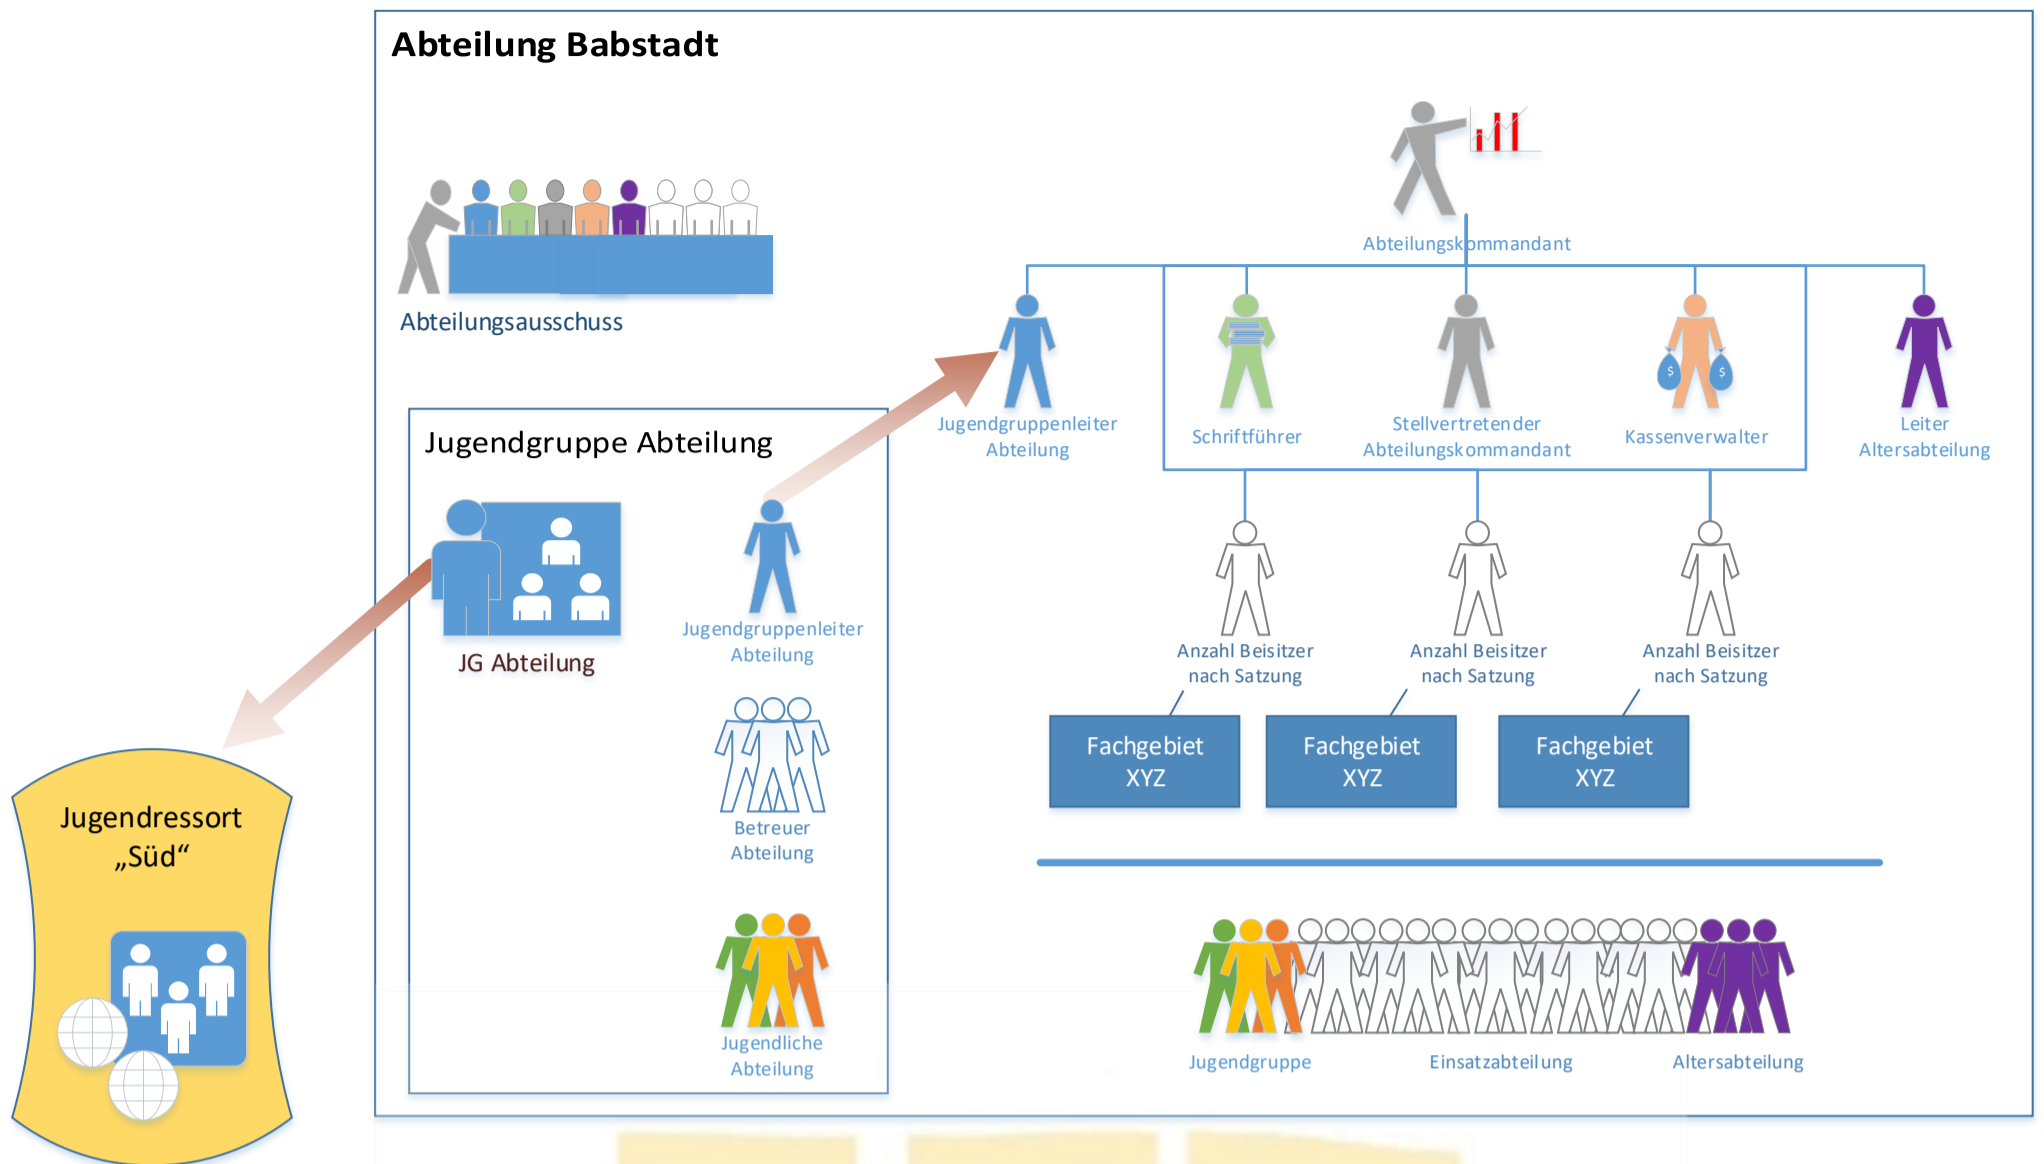 Abteilung Babstadt
Abteilungsausschuss
Abteilungskommandant
Jugendgruppenleiter
Abteilung
Schriftführer
Stellvertretender
Abteilungskommandant
Kassenverwalter
Leiter
Altersabteilung
Jugendgruppe Abteilung
JG Abteilung
Jugendgruppenleiter
Abteilung
Betreuer
Abteilung
Jugendliche
Abteilung
Anzahl Beisitzer
nach Satzung
Anzahl Beisitzer
nach Satzung
Anzahl Beisitzer
nach Satzung
Fachgebiet
XYZ
Fachgebiet
XYZ
Fachgebiet
XYZ
Jugendgruppe
Einsatzabteilung
Altersabteilung
Jugendressort
„Süd“
$
$